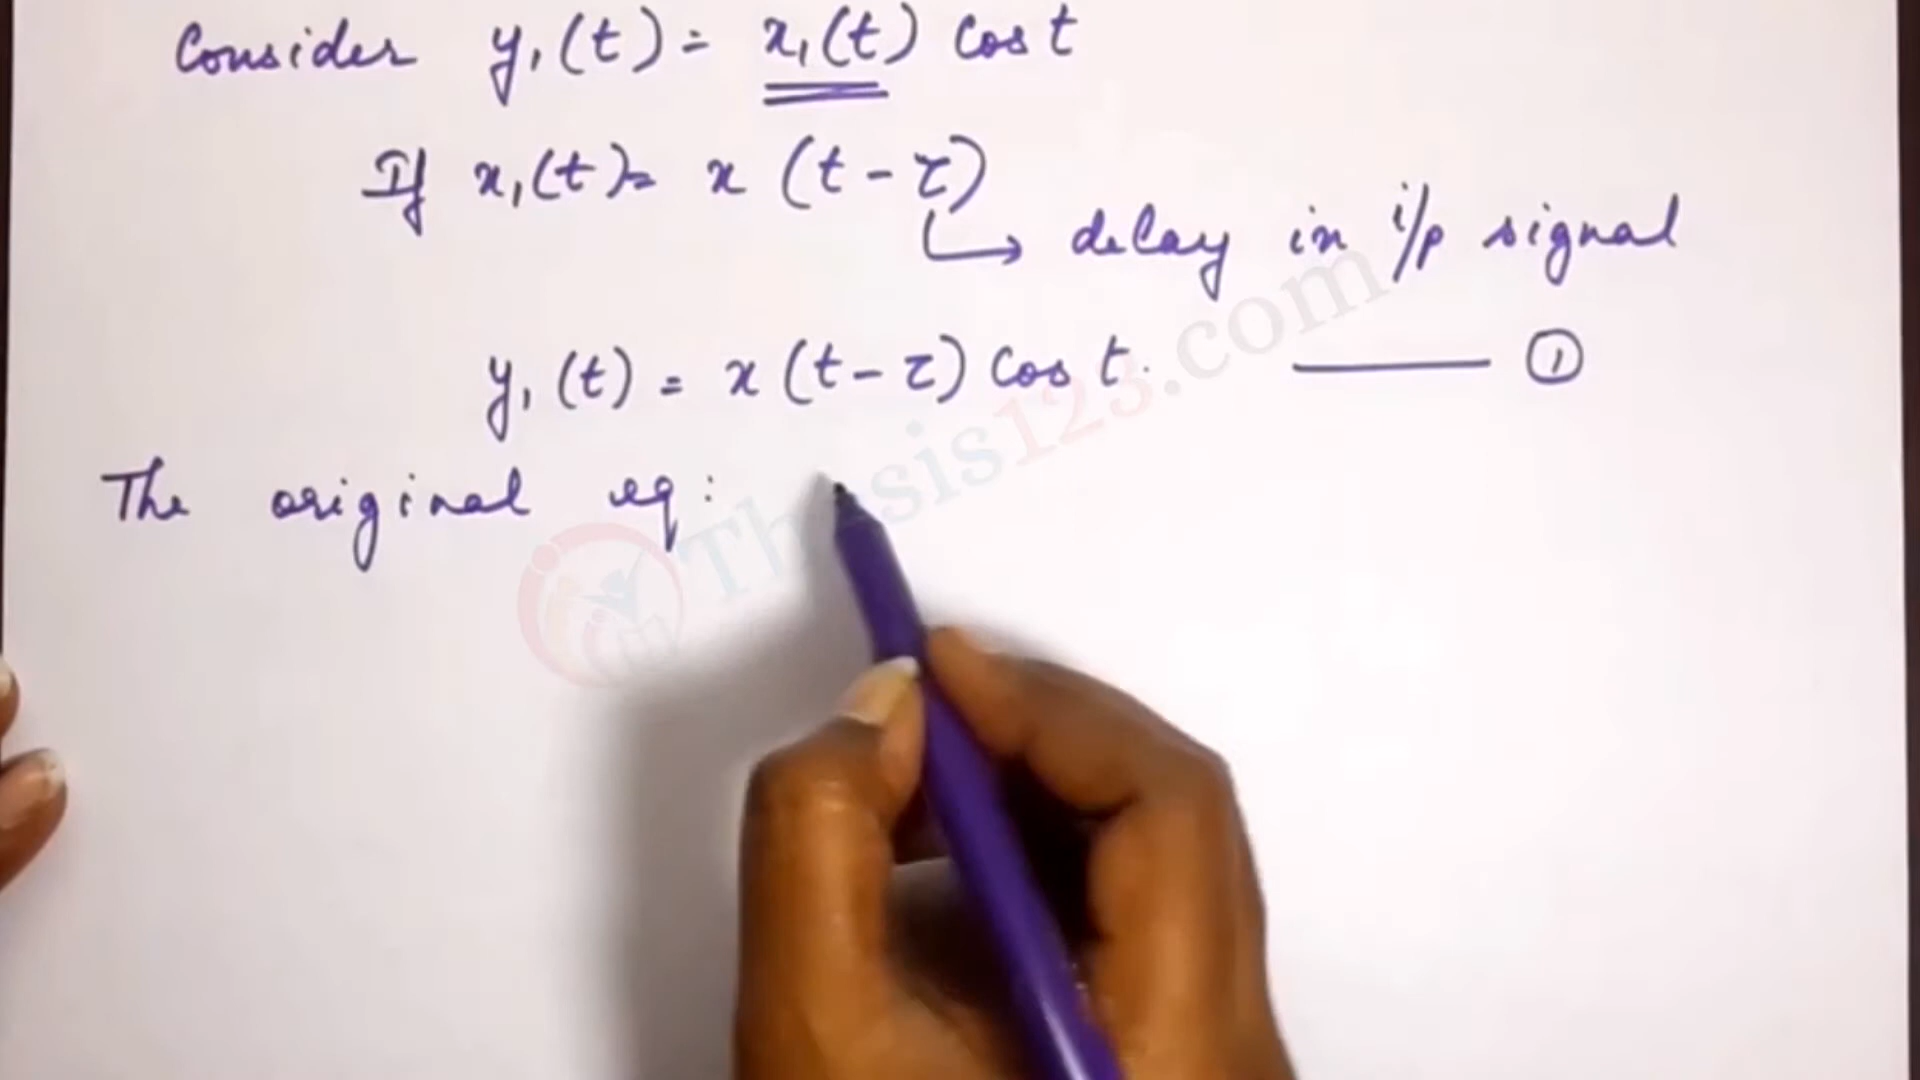 Consider y₁(t) = x₁(t) Cos t
If x₁(t) = x (t - τ)
↳ delay in i/p signal
y₁(t) = x (t - τ) Cos t. —— ①
The original eq:
Thesis123.com